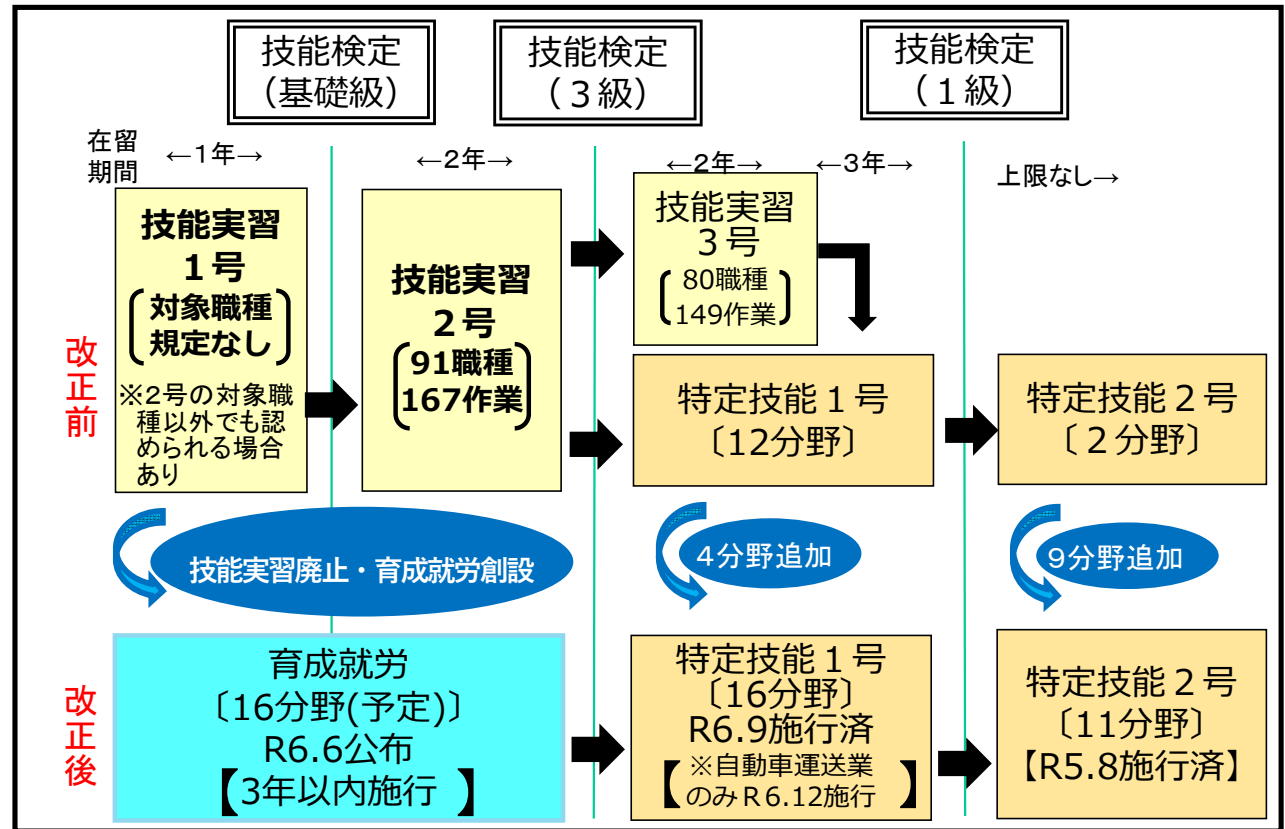 技能検定
(基礎級)
技能検定
(３級)
技能検定
(１級)
在留
期間
←１年→
←2年→
←２年→
←３年→
上限なし→
改正前
技能実習
１号
対象職種
規定なし
※２号の対象職
種以外でも認
められる場合
あり
技能実習
２号
91職種
167作業
技能実習
３号
80職種
149作業
特定技能１号
〔12分野〕
特定技能２号
〔２分野〕
技能実習廃止・育成就労創設
4分野追加
９分野追加
改正後
育成就労
〔16分野(予定)〕
R6.6公布
【3年以内施行】
特定技能１号
〔16分野〕
R6.9施行済
【※自動車運送業
のみＲ6.12施行】
特定技能２号
〔11分野〕
【R5.8施行済】